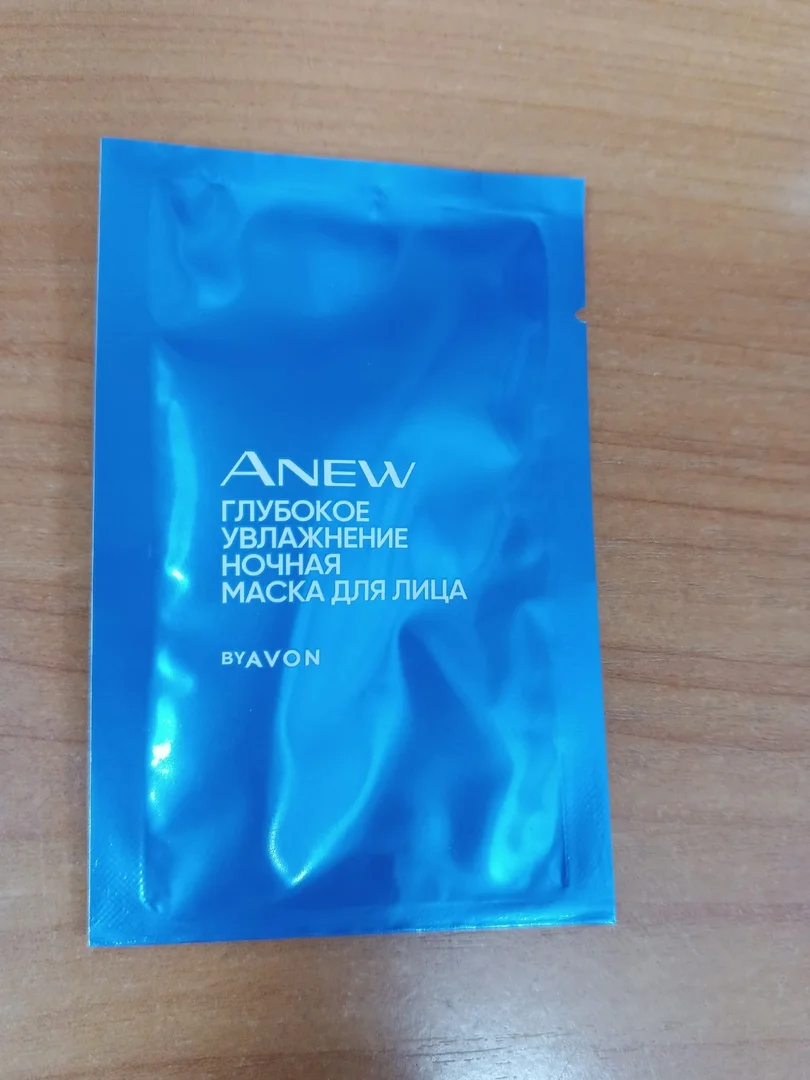 ANEW
ГЛУБОКОЕ
УВЛАЖНЕНИЕ
НОЧНАЯ
МАСКА ДЛЯ ЛИЦА
BY AVON